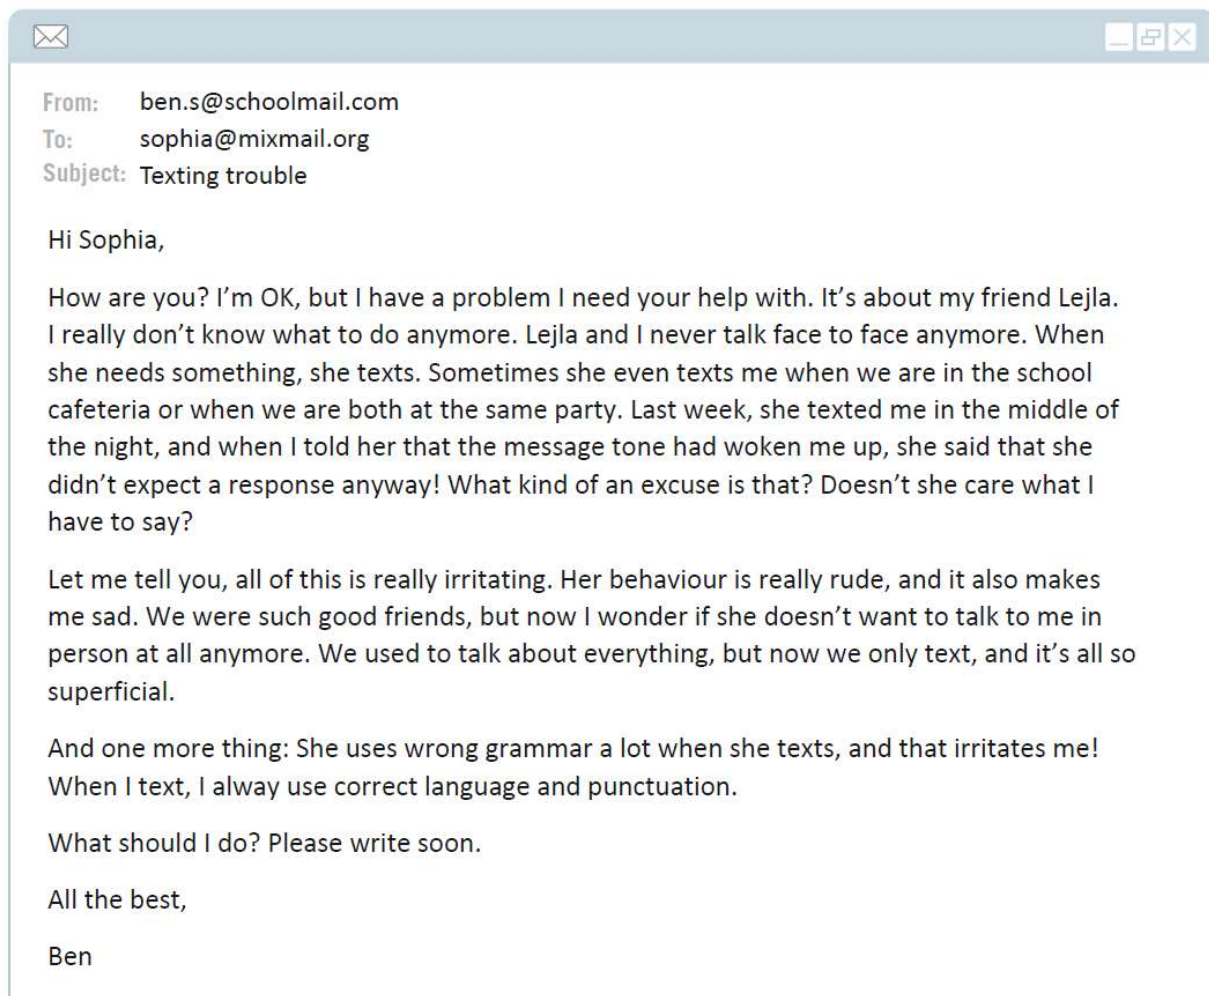 From: ben.s@schoolmail.com
To: sophia@mixmail.org
Subject: Texting trouble
Hi Sophia,
How are you? I'm OK, but I have a problem I need your help with. It's about my friend Lejla.
I really don't know what to do anymore. Lejla and I never talk face to face anymore. When
she needs something, she texts. Sometimes she even texts me when we are in the school
cafeteria or when we are both at the same party. Last week, she texted me in the middle of
the night, and when I told her that the message tone had woken me up, she said that she
didn't expect a response anyway! What kind of an excuse is that? Doesn't she care what I
have to say?
Let me tell you, all of this is really irritating. Her behaviour is really rude, and it also makes
me sad. We were such good friends, but now I wonder if she doesn't want to talk to me in
person at all anymore. We used to talk about everything, but now we only text, and it's all so
superficial.
And one more thing: She uses wrong grammar a lot when she texts, and that irritates me!
When I text, I alway use correct language and punctuation.
What should I do? Please write soon.
All the best,
Ben